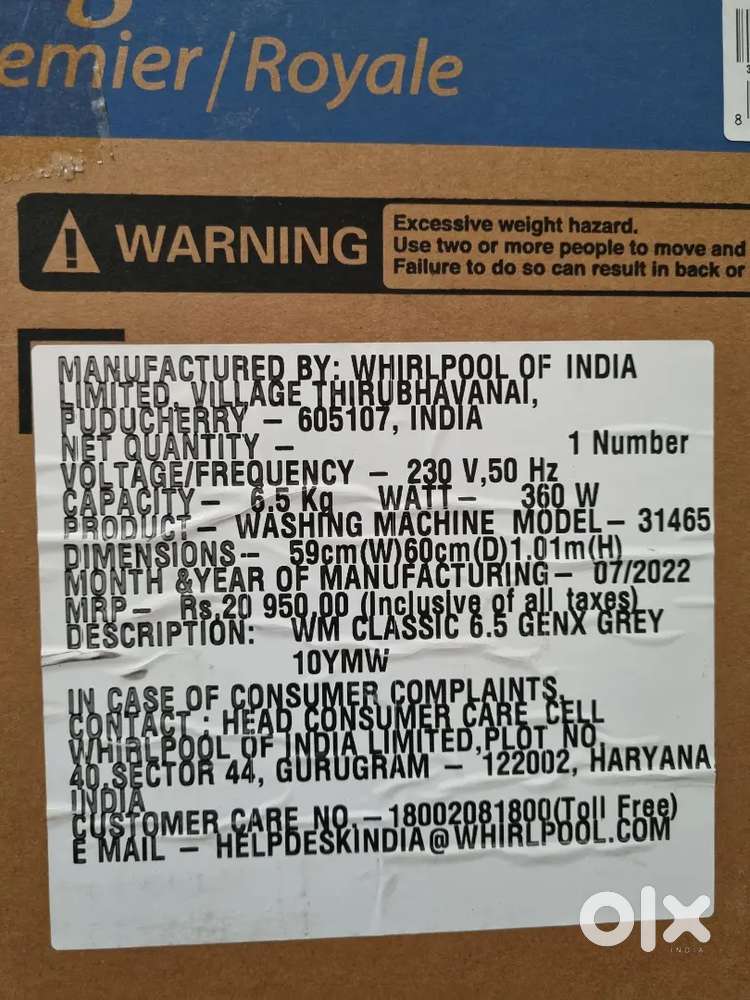 emier/Royale
8
WARNING
Excessive weight hazard.
Use two or more people to move and
Failure to do so can result in back or
MANUFACTURED BY: WHIRLPOOL OF INDIA
LIMITED, VILLAGE THIRUBHAVANAI,
PUDUCHERRY – 605107, INDIA
NET QUANTITY – 1 Number
VOLTAGE/FREQUENCY – 230 V,50 Hz
CAPACITY – 6.5 Kg WATT – 360 W
PRODUCT – WASHING MACHINE MODEL – 31465
DIMENSIONS – 59cm(W)60cm(D)1.01m(H)
MONTH &YEAR OF MANUFACTURING – 07/2022
MRP – Rs.20 950.00 (Inclusive of all taxes)
DESCRIPTION: WM CLASSIC 6.5 GENX GREY
10YMW
IN CASE OF CONSUMER COMPLAINTS,
CONTACT : HEAD CONSUMER CARE CELL
WHIRLPOOL OF INDIA LIMITED,PLOT NO
40,SECTOR 44, GURUGRAM – 122002, HARYANA
INDIA
CUSTOMER CARE NO. – 18002081800(Toll Free)
E MAIL – HELPDESKINDIA@WHIRLPOOL.COM
olx
INDIA